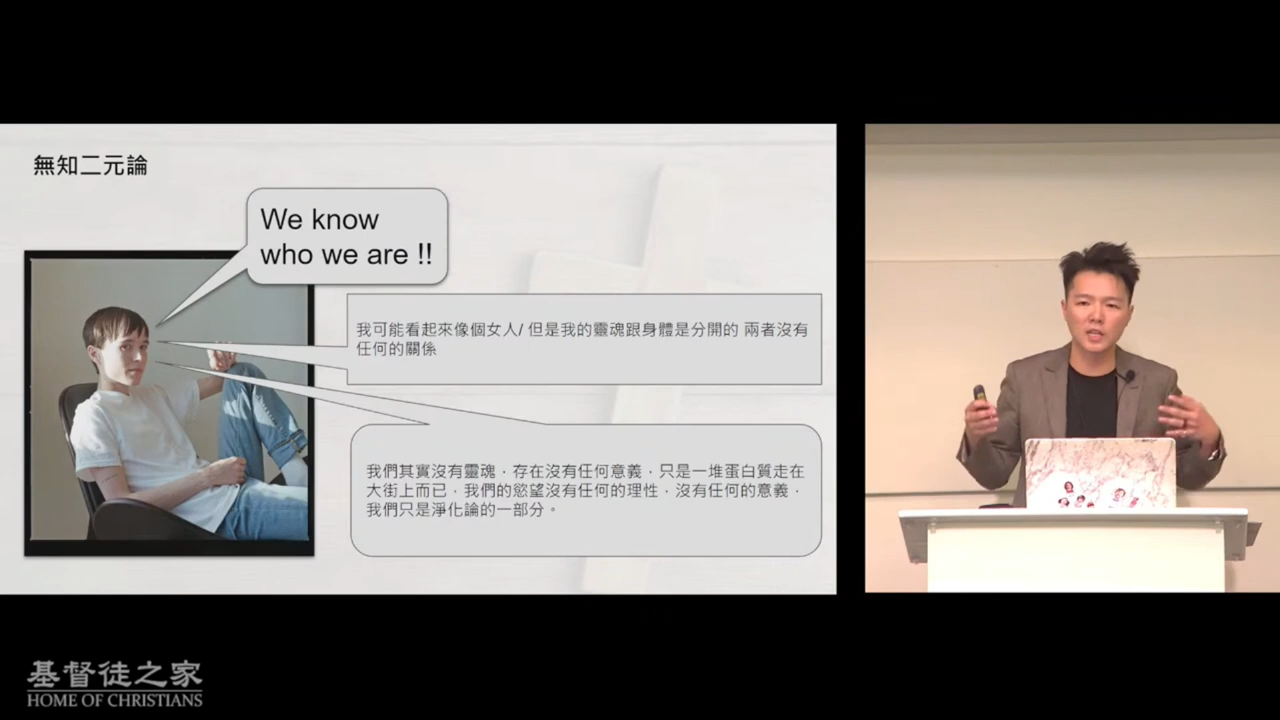 無知二元論
We know
who we are !!
我可能看起來像個女人/ 但是我的靈魂跟身體是分開的 兩者沒有
任何的關係
我們其實沒有靈魂，存在沒有任何意義，只是一堆蛋白質走在
大街上而已，我們的慾望沒有任何的理性，沒有任何的意義，
我們只是淨化論的一部分。
基督徒之家
HOME OF CHRISTIANS